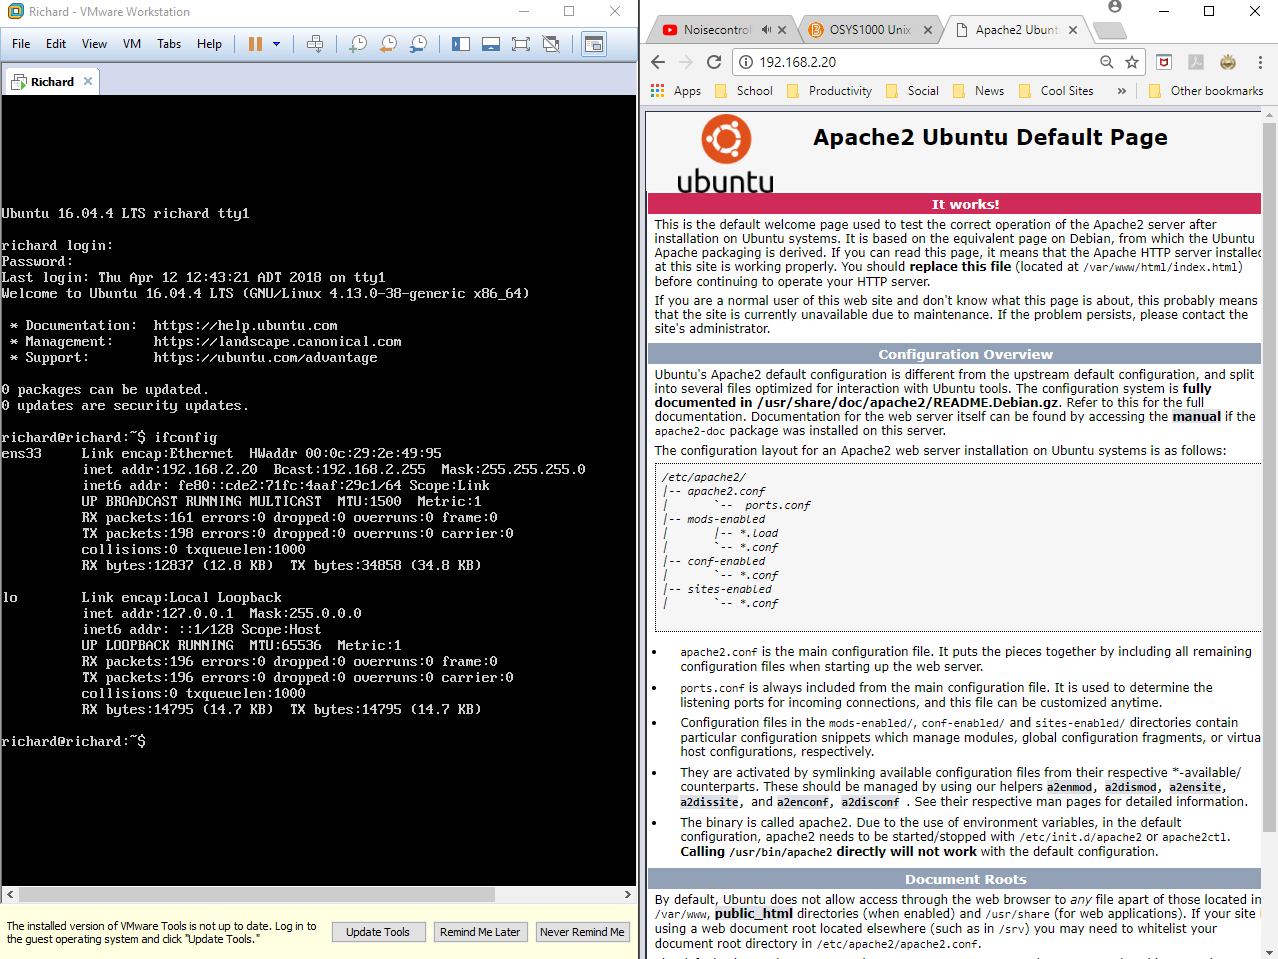 Richard - VMware Workstation
File Edit View VM Tabs Help
Richard
Ubuntu 16.04.4 LTS richard tty1
richard login:
Password:
Last login: Thu Apr 12 12:43:21 ADT 2018 on tty1
Welcome to Ubuntu 16.04.4 LTS (GNU/Linux 4.13.0-38-generic x86_64)
* Documentation: https://help.ubuntu.com
* Management: https://landscape.canonical.com
* Support: https://ubuntu.com/advantage
0 packages can be updated.
0 updates are security updates.
richard@richard:~$ ifconfig
ens33 Link encap:Ethernet HWaddr 00:0c:29:2e:49:95
inet addr:192.168.2.20 Bcast:192.168.2.255 Mask:255.255.255.0
inet6 addr: fe80::cde2:71fc:4aaf:29c1/64 Scope:Link
UP BROADCAST RUNNING MULTICAST MTU:1500 Metric:1
RX packets:161 errors:0 dropped:0 overruns:0 frame:0
TX packets:198 errors:0 dropped:0 overruns:0 carrier:0
collisions:0 txqueuelen:1000
RX bytes:12837 (12.8 KB) TX bytes:34858 (34.8 KB)
lo Link encap:Local Loopback
inet addr:127.0.0.1 Mask:255.0.0.0
inet6 addr: ::1/128 Scope:Host
UP LOOPBACK RUNNING MTU:65536 Metric:1
RX packets:196 errors:0 dropped:0 overruns:0 frame:0
TX packets:196 errors:0 dropped:0 overruns:0 carrier:0
collisions:0 txqueuelen:1000
RX bytes:14795 (14.7 KB) TX bytes:14795 (14.7 KB)
richard@richard:~$
The installed version of VMware Tools is not up to date. Log in to
the guest operating system and click "Update Tools."
Update Tools Remind Me Later Never Remind Me
Noisecontrol OSYS1000 Unix Apache2 Ubunt
192.168.2.20
Apps School Productivity Social News Cool Sites » Other bookmarks
ubuntu
Apache2 Ubuntu Default Page
It works!
This is the default welcome page used to test the correct operation of the Apache2 server after
installation on Ubuntu systems. It is based on the equivalent page on Debian, from which the Ubuntu
Apache packaging is derived. If you can read this page, it means that the Apache HTTP server installed
at this site is working properly. You should replace this file (located at /var/www/html/index.html)
before continuing to operate your HTTP server.
If you are a normal user of this web site and don't know what this page is about, this probably means
that the site is currently unavailable due to maintenance. If the problem persists, please contact the
site's administrator.
Configuration Overview
Ubuntu's Apache2 default configuration is different from the upstream default configuration, and split
into several files optimized for interaction with Ubuntu tools. The configuration system is fully
documented in /usr/share/doc/apache2/README.Debian.gz. Refer to this for the full
documentation. Documentation for the web server itself can be found by accessing the manual if the
apache2-doc package was installed on this server.
The configuration layout for an Apache2 web server installation on Ubuntu systems is as follows:
/etc/apache2/
|-- apache2.conf
| `-- ports.conf
|-- mods-enabled
| |-- *.load
| `-- *.conf
|-- conf-enabled
| `-- *.conf
|-- sites-enabled
| `-- *.conf
• apache2.conf is the main configuration file. It puts the pieces together by including all remaining
configuration files when starting up the web server.
• ports.conf is always included from the main configuration file. It is used to determine the
listening ports for incoming connections, and this file can be customized anytime.
• Configuration files in the mods-enabled/, conf-enabled/ and sites-enabled/ directories contain
particular configuration snippets which manage modules, global configuration fragments, or virtua
host configurations, respectively.
• They are activated by symlinking available configuration files from their respective *-available/
counterparts. These should be managed by using our helpers a2enmod, a2dismod, a2ensite,
a2dissite, and a2enconf, a2disconf . See their respective man pages for detailed information.
• The binary is called apache2. Due to the use of environment variables, in the default
configuration, apache2 needs to be started/stopped with /etc/init.d/apache2 or apache2ctl.
Calling /usr/bin/apache2 directly will not work with the default configuration.
Document Roots
By default, Ubuntu does not allow access through the web browser to any file apart of those located in
/var/www, public_html directories (when enabled) and /usr/share (for web applications). If your site i
using a web document root located elsewhere (such as in /srv) you may need to whitelist your
document root directory in /etc/apache2/apache2.conf.